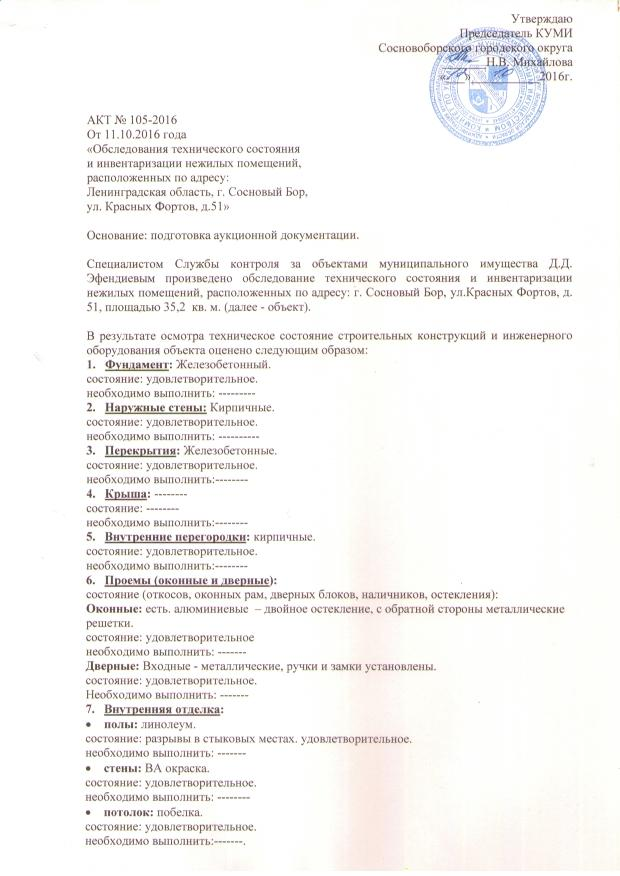 Утверждаю
Председатель КУМИ
Сосновоборского городского округа
Н.В. Михайлова
2016г.
АКТ № 105-2016
От 11.10.2016 года
«Обследования технического состояния
и инвентаризации нежилых помещений,
расположенных по адресу:
Ленинградская область, г. Сосновый Бор,
ул. Красных Фортов, д.51»
Основание: подготовка аукционной документации.
Специалистом Службы контроля за объектами муниципального имущества Д.Д.
Эфендиевым произведено обследование технического состояния и инвентаризации
нежилых помещений, расположенных по адресу: г. Сосновый Бор, ул.Красных Фортов, д.
51, площадью 35,2 кв. м. (далее - объект).
В результате осмотра техническое состояние строительных конструкций и инженерного
оборудования объекта оценено следующим образом:
1. Фундамент: Железобетонный.
состояние: удовлетворительное.
необходимо выполнить: ---------
2. Наружные стены: Кирпичные.
состояние: удовлетворительное.
необходимо выполнить: ----------
3. Перекрытия: Железобетонные.
состояние: удовлетворительное.
необходимо выполнить:--------
4. Крыша: --------
состояние: --------
необходимо выполнить:--------
5. Внутренние перегородки: кирпичные.
состояние: удовлетворительное.
необходимо выполнить:--------
6. Проемы (оконные и дверные):
состояние (откосов, оконных рам, дверных блоков, наличников, остекления):
Оконные: есть. алюминиевые – двойное остекление, с обратной стороны металлические
решетки.
состояние: удовлетворительное
необходимо выполнить: -------
Дверные: Входные - металлические, ручки и замки установлены.
состояние: удовлетворительное.
Необходимо выполнить: -------
7. Внутренняя отделка:
• полы: линолеум.
состояние: разрывы в стыковых местах. удовлетворительное.
необходимо выполнить: -------
• стены: ВА окраска.
состояние: удовлетворительное.
необходимо выполнить: --------
• потолок: побелка.
состояние: удовлетворительное.
необходимо выполнить:-------.